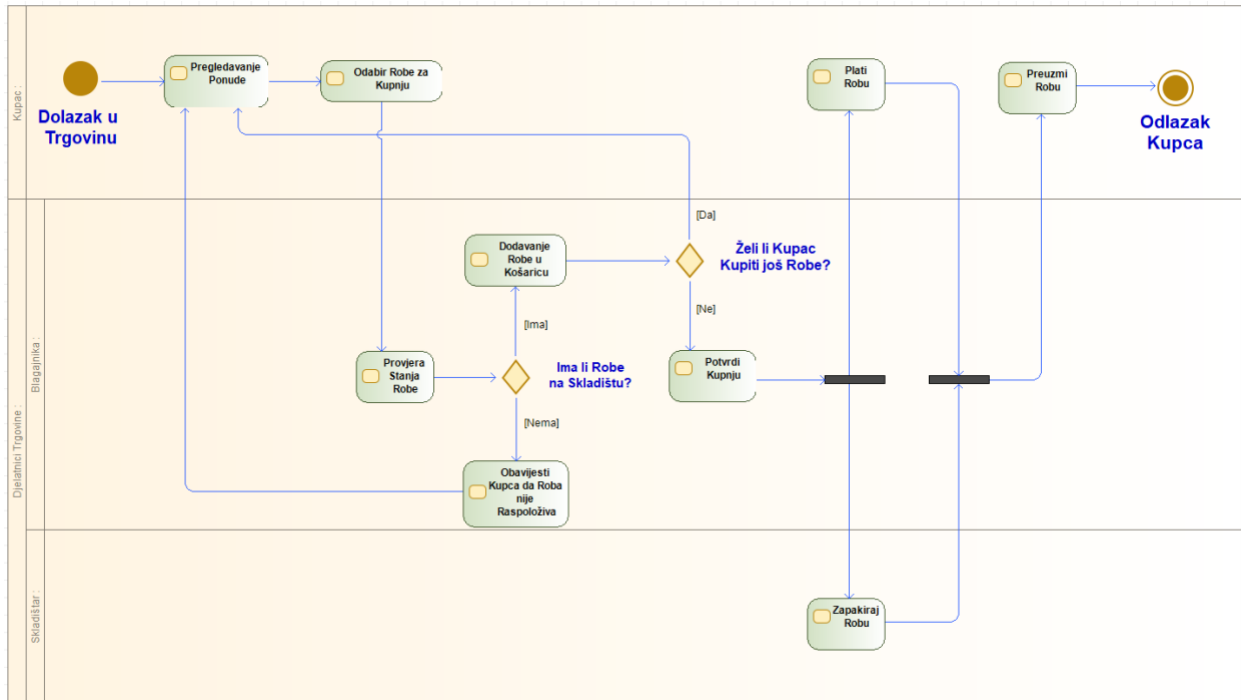 Kupac :
Dolazak u
Trgovinu
Pregledavanje
Ponude
Odabir Robe za
Kupnju
Plati
Robu
Preuzmi
Robu
Odlazak
Kupca
Djelatnici Trgovine :
Blagajnika :
Dodavanje
Robe u
Košaricu
[Da]
Želi li Kupac
Kupiti još Robe?
[Ne]
[Ima]
Provjera
Stanja
Robe
Ima li Robe
na Skladištu?
Potvrdi
Kupnju
[Nema]
Obavijesti
Kupca da Roba
nije
Raspoloživa
Skladištar :
Zapakiraj
Robu